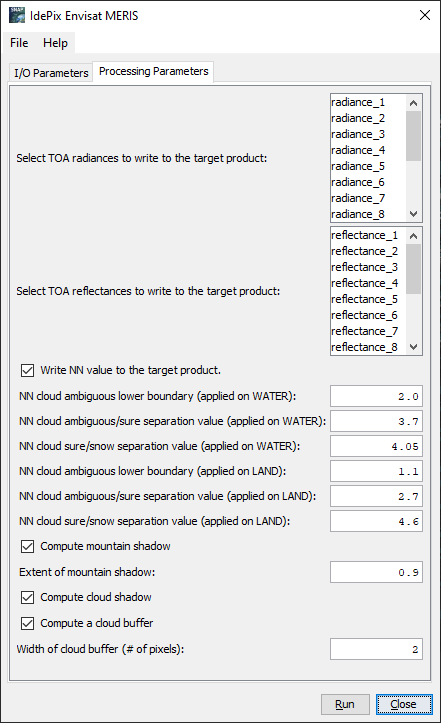 SNAP
IdePix Envisat MERIS
File Help
I/O Parameters Processing Parameters
radiance_1
radiance_2
radiance_3
Select TOA radiances to write to the target product:
radiance_4
radiance_5
radiance_6
radiance_7
radiance_8
reflectance_1
reflectance_2
reflectance_3
Select TOA reflectances to write to the target product:
reflectance_4
reflectance_5
reflectance_6
reflectance_7
reflectance_8
Write NN value to the target product.
NN cloud ambiguous lower boundary (applied on WATER): 2.0
NN cloud ambiguous/sure separation value (applied on WATER): 3.7
NN cloud sure/snow separation value (applied on WATER): 4.05
NN cloud ambiguous lower boundary (applied on LAND): 1.1
NN cloud ambiguous/sure separation value (applied on LAND): 2.7
NN cloud sure/snow separation value (applied on LAND): 4.6
Compute mountain shadow
Extent of mountain shadow: 0.9
Compute cloud shadow
Compute a cloud buffer
Width of cloud buffer (# of pixels): 2
Run Close